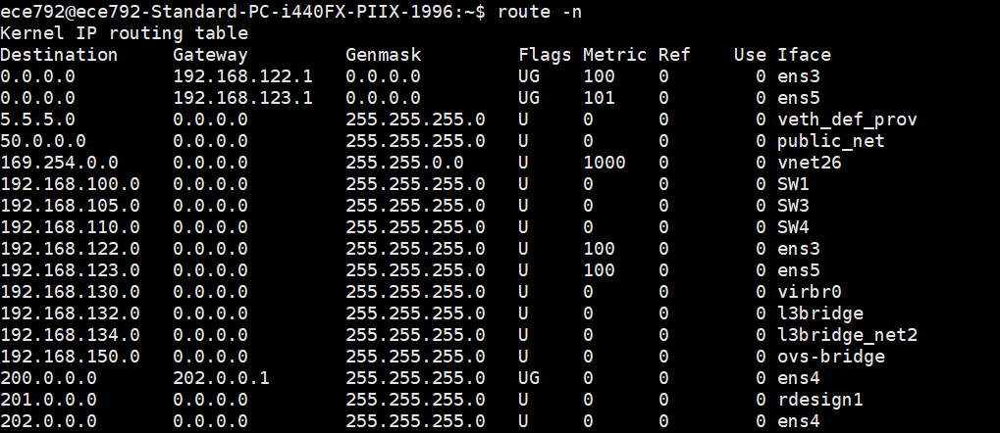 ece792@ece792-Standard-PC-i440FX-PIIX-1996:~$ route -n
Kernel IP routing table
Destination     Gateway         Genmask         Flags Metric Ref    Use Iface
0.0.0.0         192.168.122.1   0.0.0.0         UG    100    0        0 ens3
0.0.0.0         192.168.123.1   0.0.0.0         UG    101    0        0 ens5
5.5.5.0         0.0.0.0         255.255.255.0   U     0      0        0 veth_def_prov
50.0.0.0        0.0.0.0         255.255.255.0   U     0      0        0 public_net
169.254.0.0     0.0.0.0         255.255.0.0     U     1000   0        0 vnet26
192.168.100.0   0.0.0.0         255.255.255.0   U     0      0        0 SW1
192.168.105.0   0.0.0.0         255.255.255.0   U     0      0        0 SW3
192.168.110.0   0.0.0.0         255.255.255.0   U     0      0        0 SW4
192.168.122.0   0.0.0.0         255.255.255.0   U     100    0        0 ens3
192.168.123.0   0.0.0.0         255.255.255.0   U     100    0        0 ens5
192.168.130.0   0.0.0.0         255.255.255.0   U     0      0        0 virbr0
192.168.132.0   0.0.0.0         255.255.255.0   U     0      0        0 l3bridge
192.168.134.0   0.0.0.0         255.255.255.0   U     0      0        0 l3bridge_net2
192.168.150.0   0.0.0.0         255.255.255.0   U     0      0        0 ovs-bridge
200.0.0.0       202.0.0.1       255.255.255.0   UG    0      0        0 ens4
201.0.0.0       0.0.0.0         255.255.255.0   U     0      0        0 rdesign1
202.0.0.0       0.0.0.0         255.255.255.0   U     0      0        0 ens4